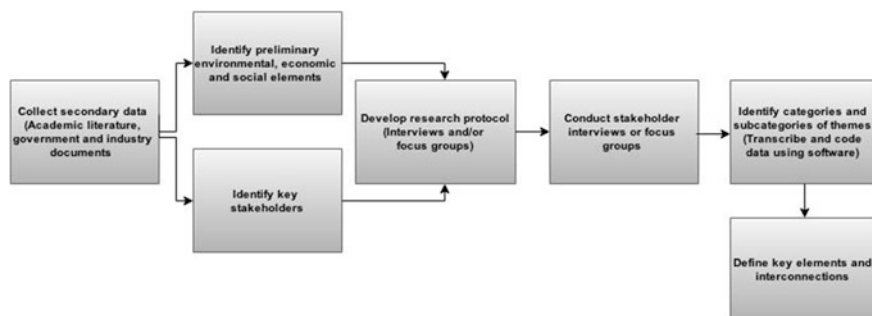 Collect secondary data
(Academic literature,
government and industry
documents
Identify preliminary
environmental, economic
and social elements
Identify key
stakeholders
Develop research protocol
(Interviews and/or
focus groups)
Conduct stakeholder
interviews or focus
groups
Identify categories and
subcategories of themes
(Transcribe and code
data using software)
Define key elements and
interconnections